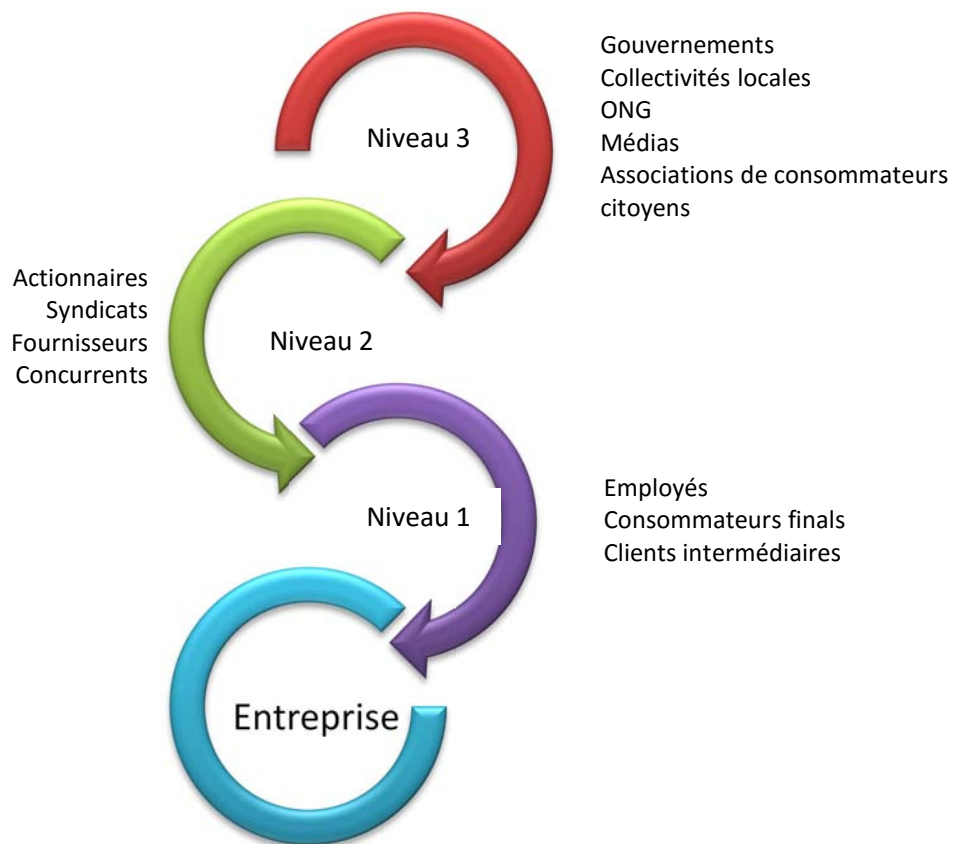 Gouvernements
Collectivités locales
ONG
Médias
Associations de consommateurs
citoyens
Niveau 3
Actionnaires
Syndicats
Fournisseurs
Concurrents
Niveau 2
Employés
Consommateurs finals
Clients intermédiaires
Niveau 1
Entreprise